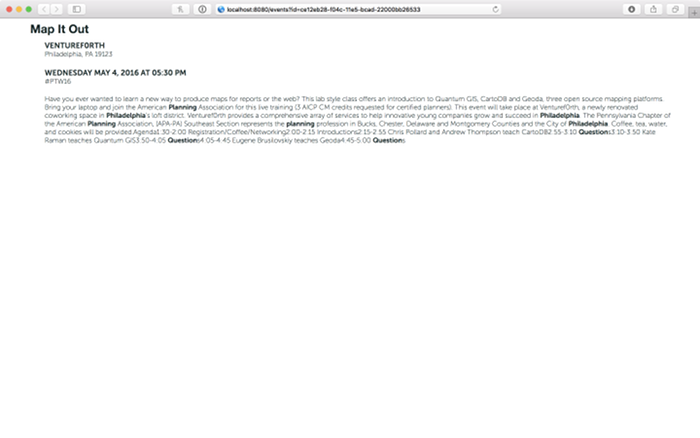 localhost:8080/events?id=ce12eb28-f04c-11e5-bcad-22000bb26533
Map It Out
VENTUREF0RTH
Philadelphia, PA 19123
WEDNESDAY MAY 4, 2016 AT 05:30 PM
#PTW16
Have you ever wanted to learn a new way to produce maps for reports or the web? This lab style class offers an introduction to Quantum GIS, CartoDB and Geoda, three open source mapping platforms.
Bring your laptop and join the American Planning Association for this live training (3 AICP CM credits requested for certified planners). This event will take place at Venturef0rth, a newly renovated
coworking space in Philadelphia's loft district. Venturef0rth provides a comprehensive array of services to help innovative young companies grow and succeed in Philadelphia. The Pennsylvania Chapter of
the American Planning Association, (APA-PA) Southeast Section represents the planning profession in Bucks, Chester, Delaware and Montgomery Counties and the City of Philadelphia. Coffee, tea, water,
and cookies will be provided.Agenda1:30-2:00 Registration/Coffee/Networking2:00-2:15 Introductions2:15-2:55 Chris Pollard and Andrew Thompson teach CartoDB2:55-3:10 Questions3:10-3:50 Kate
Raman teaches Quantum GIS3:50-4:05 Questions4:05-4:45 Eugene Brusilovskiy teaches Geoda4:45-5:00 Questions